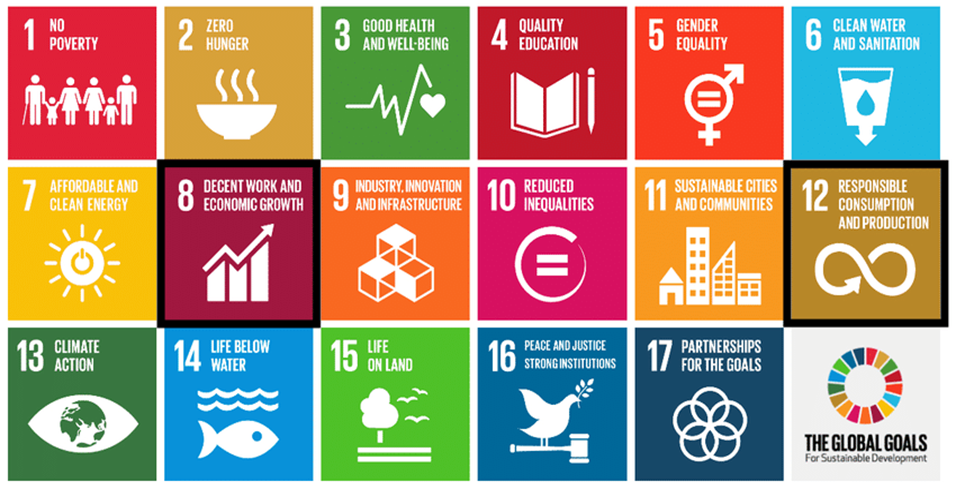 1 NO
POVERTY
2 ZERO
HUNGER
3 GOOD HEALTH
AND WELL-BEING
4 QUALITY
EDUCATION
5 GENDER
EQUALITY
6 CLEAN WATER
AND SANITATION
7 AFFORDABLE AND
CLEAN ENERGY
8 DECENT WORK AND
ECONOMIC GROWTH
9 INDUSTRY, INNOVATION
AND INFRASTRUCTURE
10 REDUCED
INEQUALITIES
11 SUSTAINABLE CITIES
AND COMMUNITIES
12 RESPONSIBLE
CONSUMPTION
AND PRODUCTION
13 CLIMATE
ACTION
14 LIFE BELOW
WATER
15 LIFE
ON LAND
16 PEACE AND JUSTICE
STRONG INSTITUTIONS
17 PARTNERSHIPS
FOR THE GOALS
THE GLOBAL GOALS
For Sustainable Development